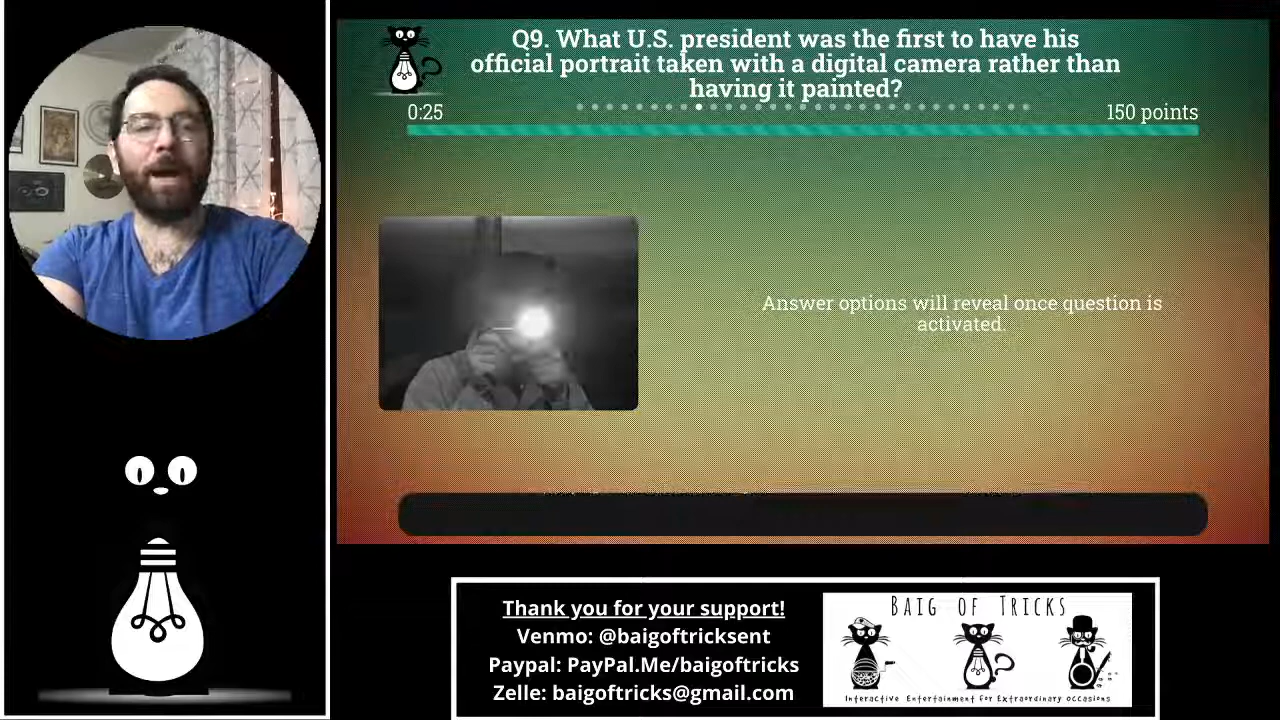 Q9. What U.S. president was the first to have his
official portrait taken with a digital camera rather than
having it painted?
0:25
150 points
Answer options will reveal once question is
activated.
Thank you for your support!
Venmo: @baigoftricksent
Paypal: PayPal.Me/baigoftricks
Zelle: baigoftricks@gmail.com
BAIG OF TRICKS
Interactive Entertainment for Extraordinary occasions